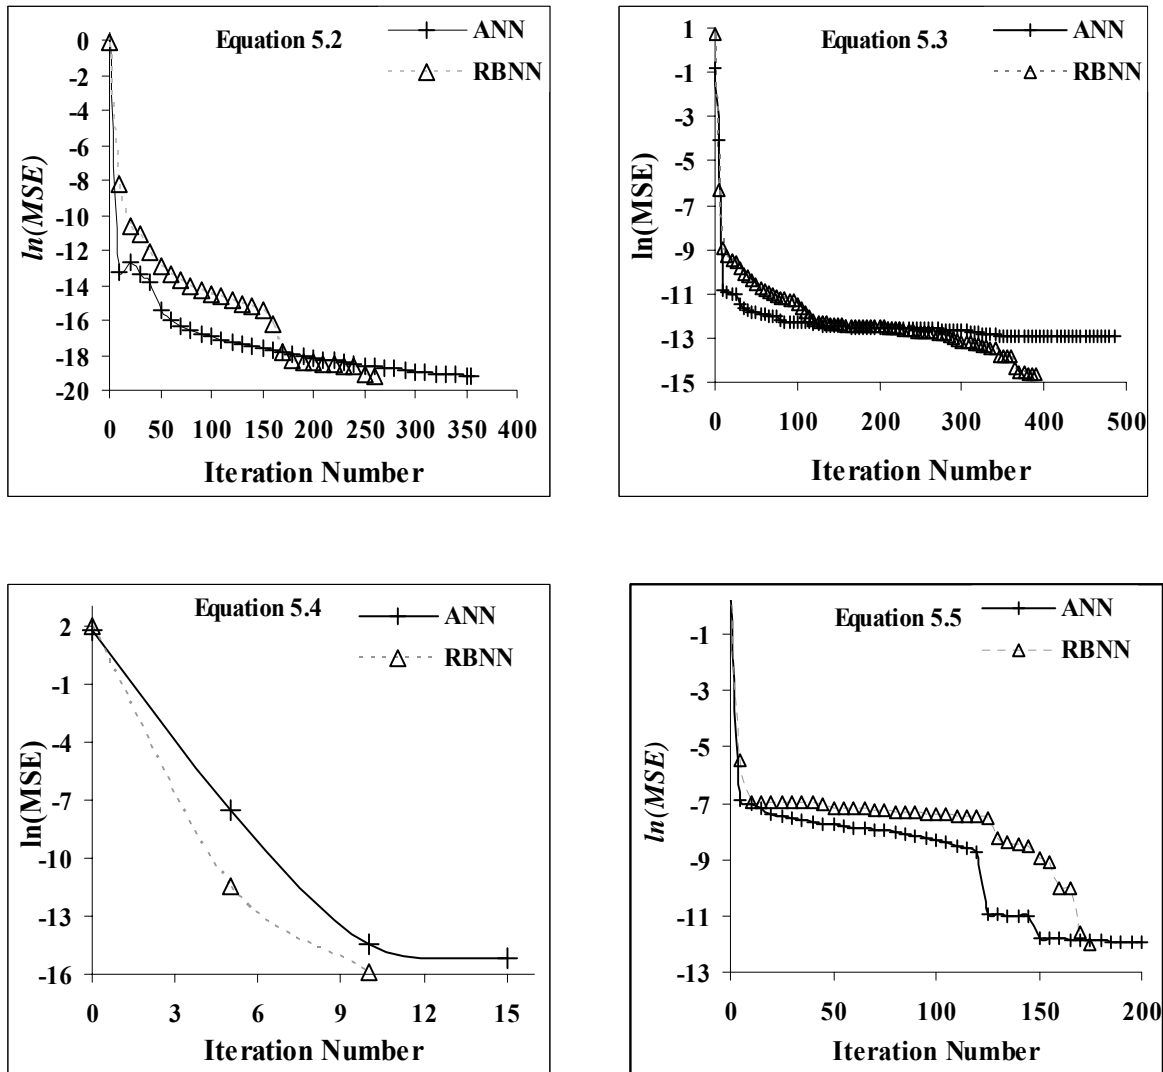 Equation 5.2
ANN
RBNN
0
-2
-4
-6
-8
-10
-12
-14
-16
-18
-20
ln(MSE)
0 50 100 150 200 250 300 350 400
Iteration Number
Equation 5.3
ANN
RBNN
1
-1
-3
-5
-7
-9
-11
-13
-15
ln(MSE)
0 100 200 300 400 500
Iteration Number
Equation 5.4
ANN
RBNN
2
-1
-4
-7
-10
-13
-16
ln(MSE)
0 3 6 9 12 15
Iteration Number
Equation 5.5
ANN
RBNN
-1
-3
-5
-7
-9
-11
-13
ln(MSE)
0 50 100 150 200
Iteration Number